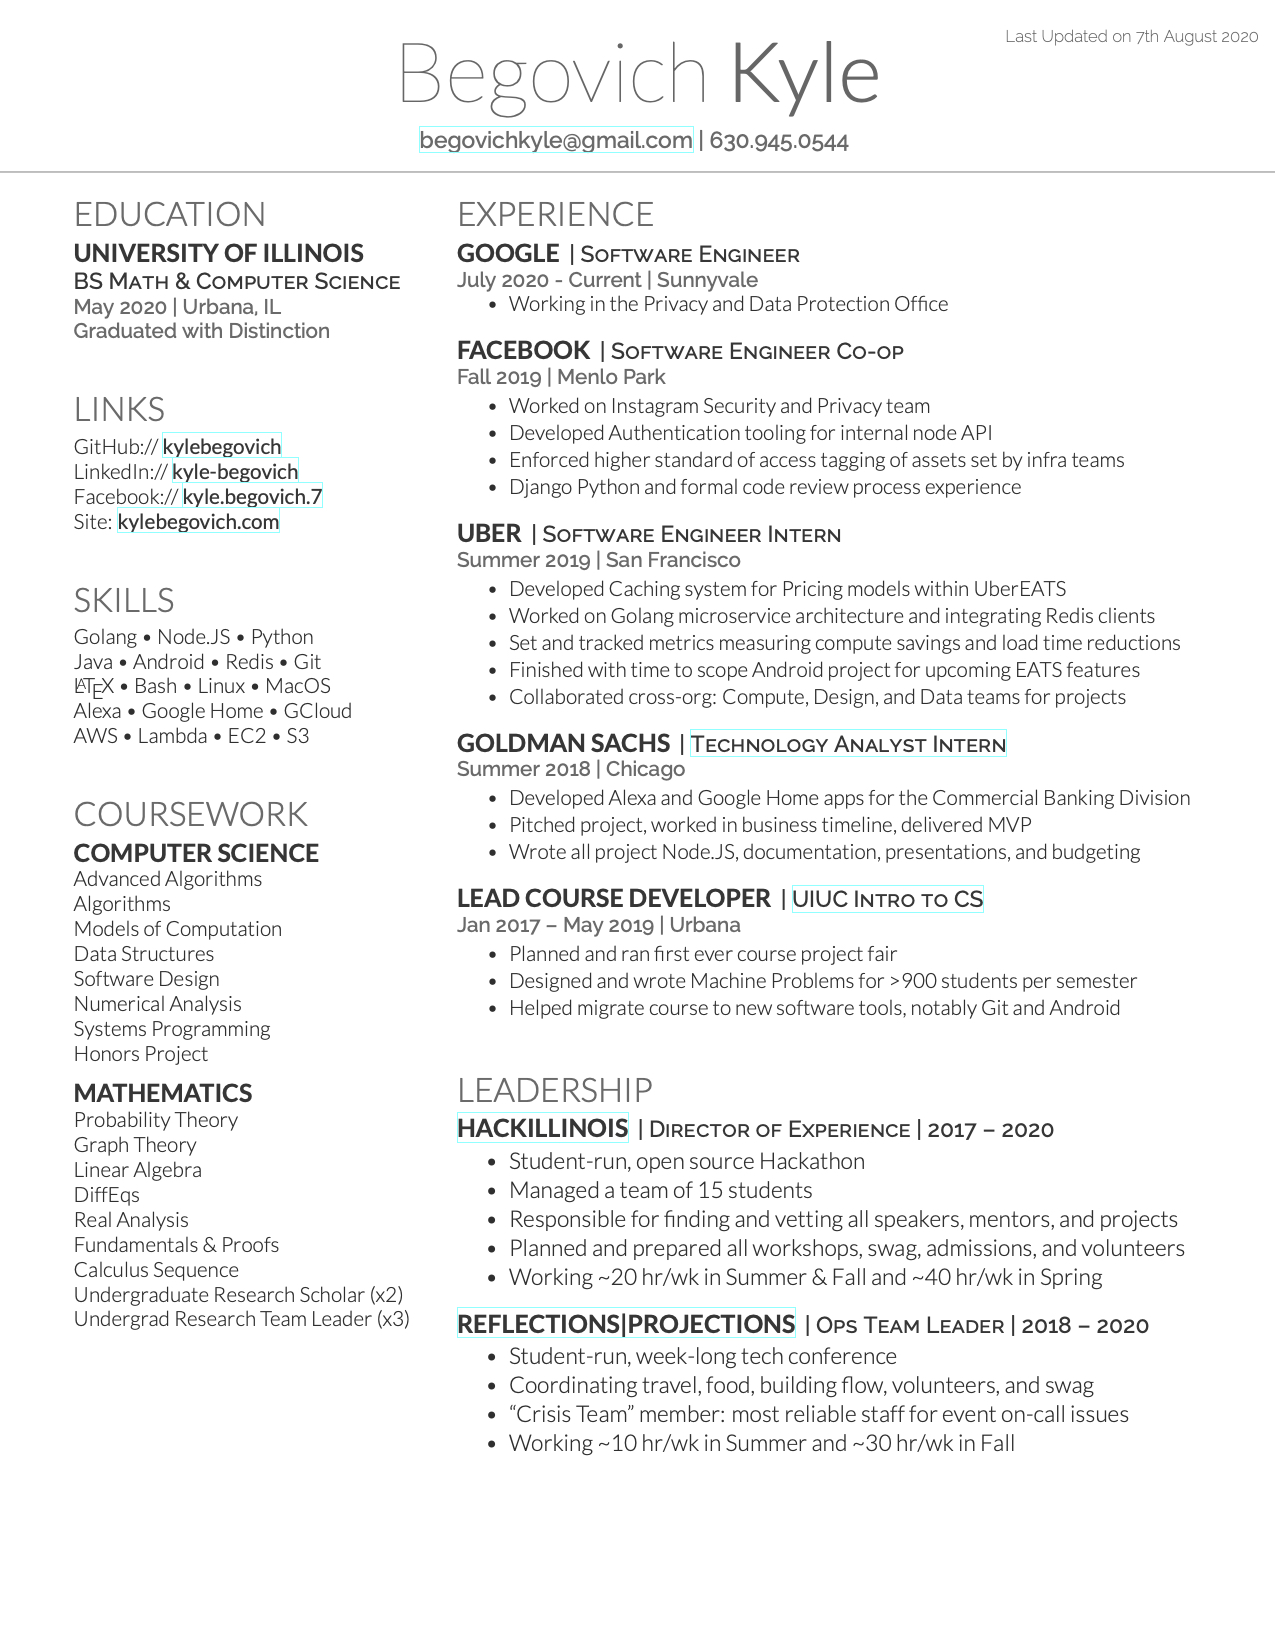 Last Updated on 7th August 2020
Begovich Kyle
begovichkyle@gmail.com | 630.945.0544
EDUCATION
UNIVERSITY OF ILLINOIS
BS Math & Computer Science
May 2020 | Urbana, IL
Graduated with Distinction
LINKS
GitHub:// kylebegovich
LinkedIn:// kyle-begovich
Facebook:// kyle.begovich.7
Site: kylebegovich.com
SKILLS
Golang • Node.JS • Python
Java • Android • Redis • Git
LATEX • Bash • Linux • MacOS
Alexa • Google Home • GCloud
AWS • Lambda • EC2 • S3
COURSEWORK
COMPUTER SCIENCE
Advanced Algorithms
Algorithms
Models of Computation
Data Structures
Software Design
Numerical Analysis
Systems Programming
Honors Project
MATHEMATICS
Probability Theory
Graph Theory
Linear Algebra
DiffEqs
Real Analysis
Fundamentals & Proofs
Calculus Sequence
Undergraduate Research Scholar (x2)
Undergrad Research Team Leader (x3)
EXPERIENCE
GOOGLE | Software Engineer
July 2020 - Current | Sunnyvale
• Working in the Privacy and Data Protection Office
FACEBOOK | Software Engineer Co-op
Fall 2019 | Menlo Park
• Worked on Instagram Security and Privacy team
• Developed Authentication tooling for internal node API
• Enforced higher standard of access tagging of assets set by infra teams
• Django Python and formal code review process experience
UBER | Software Engineer Intern
Summer 2019 | San Francisco
• Developed Caching system for Pricing models within UberEATS
• Worked on Golang microservice architecture and integrating Redis clients
• Set and tracked metrics measuring compute savings and load time reductions
• Finished with time to scope Android project for upcoming EATS features
• Collaborated cross-org: Compute, Design, and Data teams for projects
GOLDMAN SACHS | Technology Analyst Intern
Summer 2018 | Chicago
• Developed Alexa and Google Home apps for the Commercial Banking Division
• Pitched project, worked in business timeline, delivered MVP
• Wrote all project Node.JS, documentation, presentations, and budgeting
LEAD COURSE DEVELOPER | UIUC Intro to CS
Jan 2017 – May 2019 | Urbana
• Planned and ran first ever course project fair
• Designed and wrote Machine Problems for >900 students per semester
• Helped migrate course to new software tools, notably Git and Android
LEADERSHIP
HACKILLINOIS | Director of Experience | 2017 – 2020
• Student-run, open source Hackathon
• Managed a team of 15 students
• Responsible for finding and vetting all speakers, mentors, and projects
• Planned and prepared all workshops, swag, admissions, and volunteers
• Working ~20 hr/wk in Summer & Fall and ~40 hr/wk in Spring
REFLECTIONS|PROJECTIONS | Ops Team Leader | 2018 – 2020
• Student-run, week-long tech conference
• Coordinating travel, food, building flow, volunteers, and swag
• “Crisis Team” member: most reliable staff for event on-call issues
• Working ~10 hr/wk in Summer and ~30 hr/wk in Fall